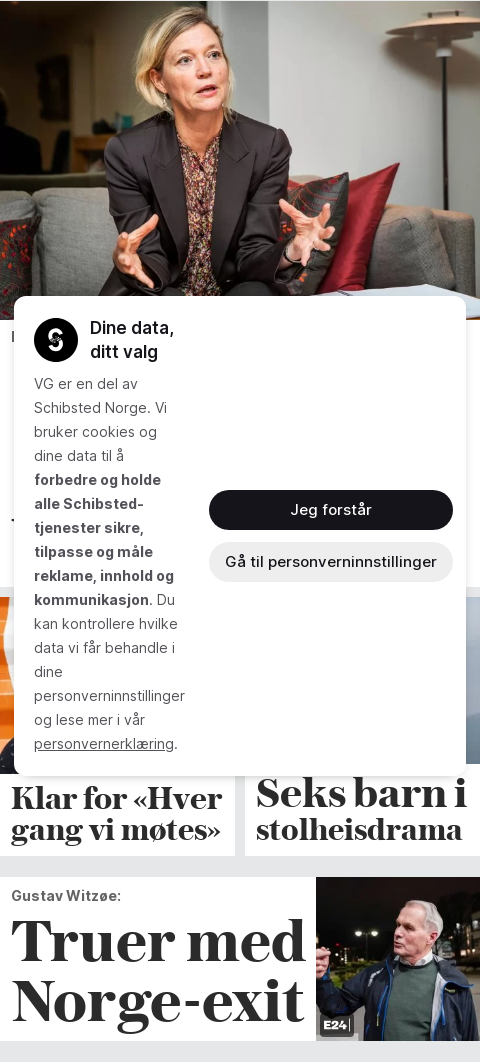 Dine data,
ditt valg
VG er en del av
Schibsted Norge. Vi
bruker cookies og
dine data til å
forbedre og holde
alle Schibsted-
tjenester sikre,
tilpasse og måle
reklame, innhold og
kommunikasjon. Du
kan kontrollere hvilke
data vi får behandle i
dine
personverninnstillinger
og lese mer i vår
personvernerklæring.
Jeg forstår
Gå til personverninnstillinger
Klar for «Hver
gang vi møtes»
Seks barn i
stolheisdrama
Gustav Witzøe:
Truer med
Norge-exit
E24